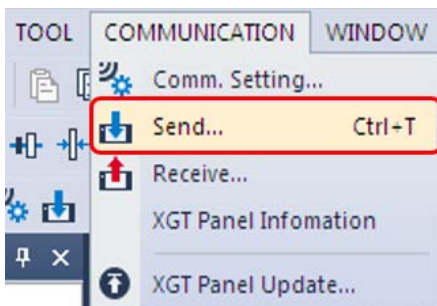 TOOL COMMUNICATION WINDOW
Comm. Setting...
Send... Ctrl+T
Receive...
XGT Panel Infomation
XGT Panel Update...